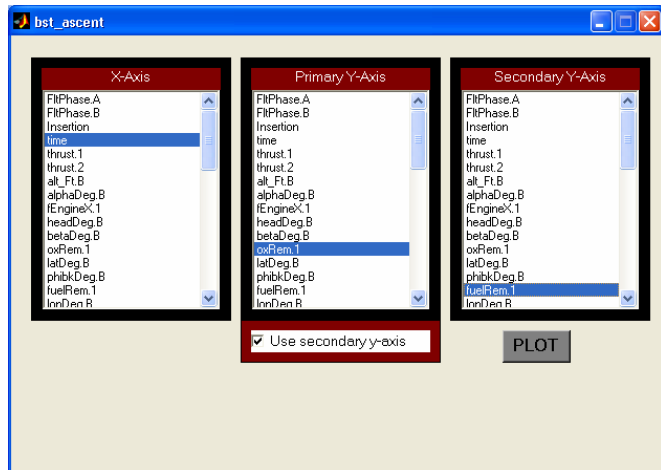 bst_ascent
X-Axis
FltPhase.A
FltPhase.B
Insertion
time
thrust.1
thrust.2
alt_Ft.B
alphaDeg.B
fEngineX.1
headDeg.B
betaDeg.B
oxRem.1
latDeg.B
phibkDeg.B
fuelRem.1
lonDeg.B
Primary Y-Axis
FltPhase.A
FltPhase.B
Insertion
time
thrust.1
thrust.2
alt_Ft.B
alphaDeg.B
fEngineX.1
headDeg.B
betaDeg.B
oxRem.1
latDeg.B
phibkDeg.B
fuelRem.1
lonDeg.B
Use secondary y-axis
Secondary Y-Axis
FltPhase.A
FltPhase.B
Insertion
time
thrust.1
thrust.2
alt_Ft.B
alphaDeg.B
fEngineX.1
headDeg.B
betaDeg.B
oxRem.1
latDeg.B
phibkDeg.B
fuelRem.1
lonDeg.B
PLOT